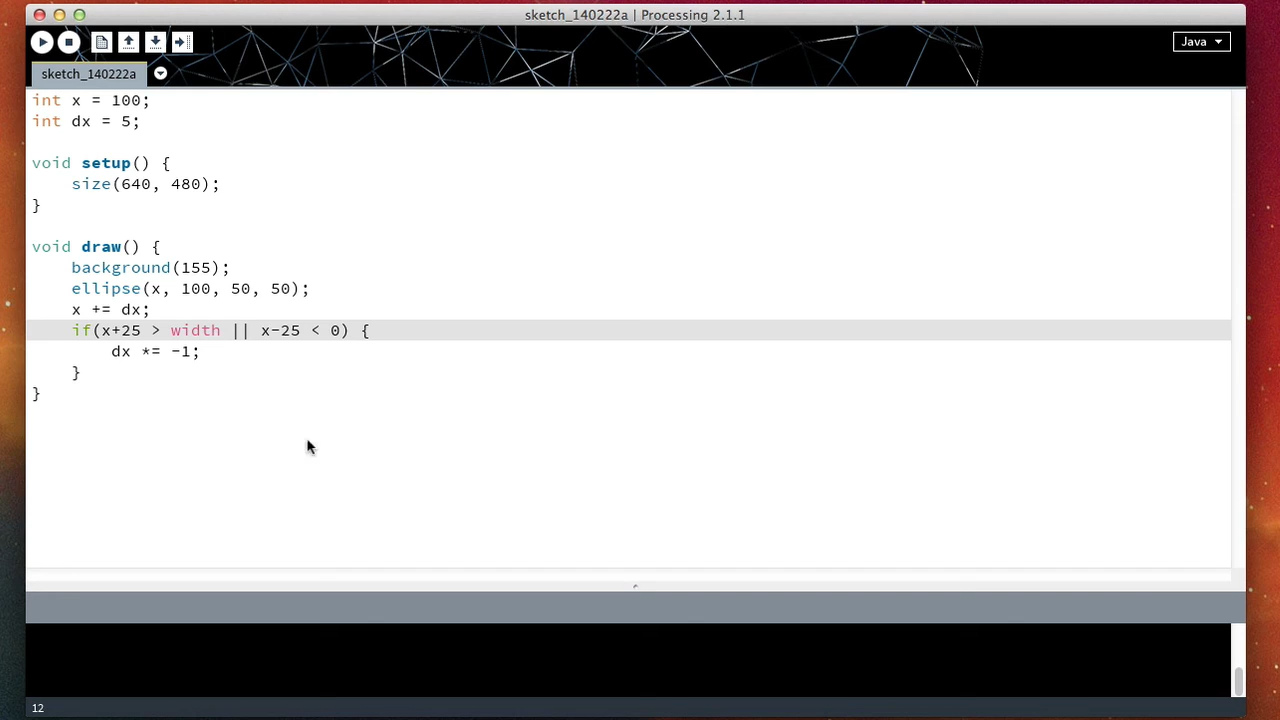 sketch_140222a | Processing 2.1.1
Java
sketch_140222a
int x = 100;
int dx = 5;
void setup() {
    size(640, 480);
}
void draw() {
    background(155);
    ellipse(x, 100, 50, 50);
    x += dx;
    if(x+25 > width || x-25 < 0) {
        dx *= -1;
    }
}
12